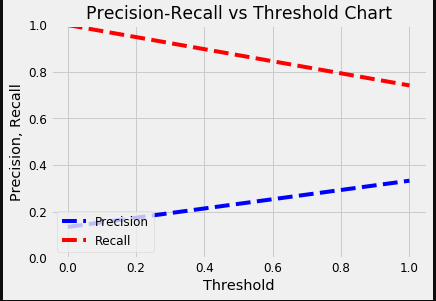 Precision-Recall vs Threshold Chart
1.0
0.8
0.6
0.4
0.2
0.0
Precision, Recall
Precision
Recall
0.0 0.2 0.4 0.6 0.8 1.0
Threshold